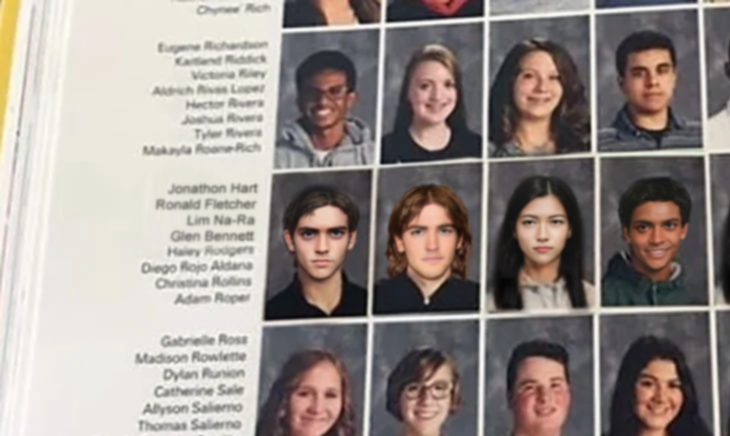 Chynee' Rich
Eugene Richardson
Kaitland Riddick
Victoria Riley
Aldrich Rivas Lopez
Hector Rivera
Joshua Rivera
Tyler Rivera
Makayla Roane-Rich
Jonathon Hart
Ronald Fletcher
Lim Na-Ra
Glen Bennett
Haley Rodgers
Diego Rojo Aldana
Christina Rollins
Adam Roper
Gabrielle Ross
Madison Rowlette
Dylan Runion
Catherine Sale
Allyson Salierno
Thomas Salierno